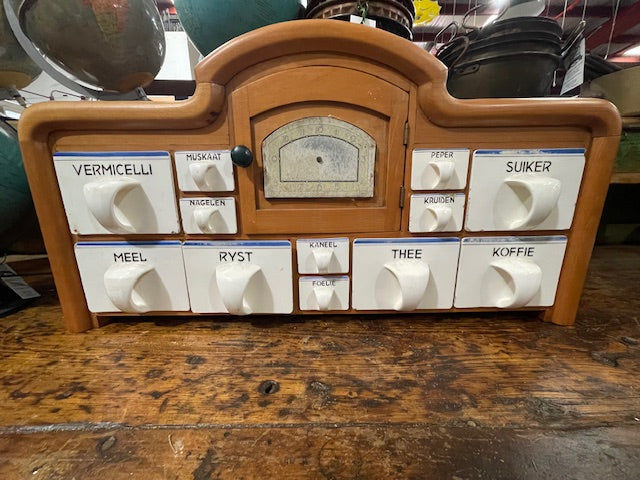 VERMICELLI
MUSKAAT
NAGELEN
PEPER
KRUIDEN
SUIKER
MEEL
RYST
KANEEL
FOELIE
THEE
KOFFIE